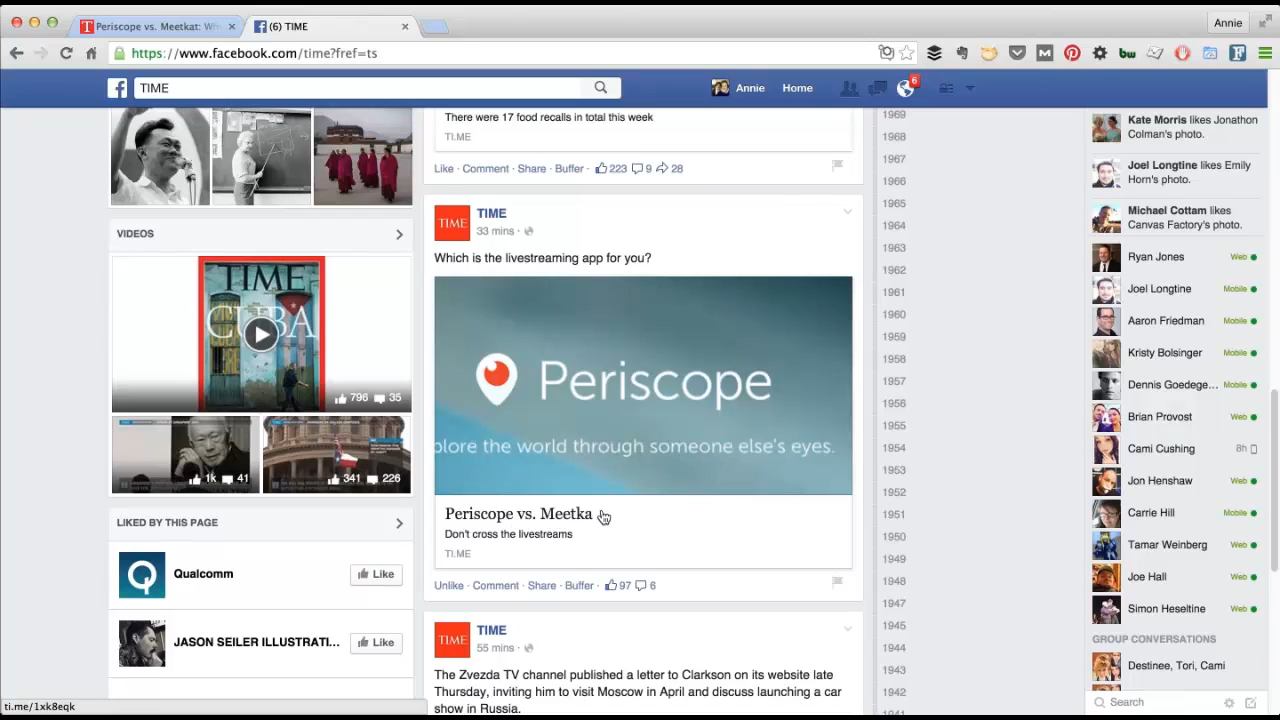 Periscope vs. Meetkat: Wh
(6) TIME
Annie
https://www.facebook.com/time?fref=ts
TIME
Annie
Home
6
There were 17 food recalls in total this week
TI.ME
Like · Comment · Share · Buffer · 223 9 28
VIDEOS
TIME
CUBA
796 35
1k 41
341 226
LIKED BY THIS PAGE
Qualcomm
Like
JASON SEILER ILLUSTRATI...
Like
TIME
TIME
33 mins ·
Which is the livestreaming app for you?
Periscope
plore the world through someone else's eyes.
Periscope vs. Meetka
Don't cross the livestreams
TI.ME
Unlike · Comment · Share · Buffer · 97 6
TIME
TIME
55 mins ·
The Zvezda TV channel published a letter to Clarkson on its website late
Thursday, inviting him to visit Moscow in April and discuss launching a car
show in Russia.
1969
1968
1967
1966
1965
1964
1963
1962
1961
1960
1959
1958
1957
1956
1955
1954
1953
1952
1951
1950
1949
1948
1947
1946
1945
1944
1943
1942
1941
Kate Morris likes Jonathon
Colman's photo.
Joel Longtine likes Emily
Horn's photo.
Michael Cottam likes
Canvas Factory's photo.
Ryan Jones Web
Joel Longtine Mobile
Aaron Friedman Mobile
Kristy Bolsinger Mobile
Dennis Goedege... Mobile
Brian Provost Web
Cami Cushing 8h
Jon Henshaw Web
Carrie Hill Mobile
Tamar Weinberg Web
Joe Hall Web
Simon Heseltine Web
GROUP CONVERSATIONS
Destinee, Tori, Cami
Search
ti.me/1xk8eqk